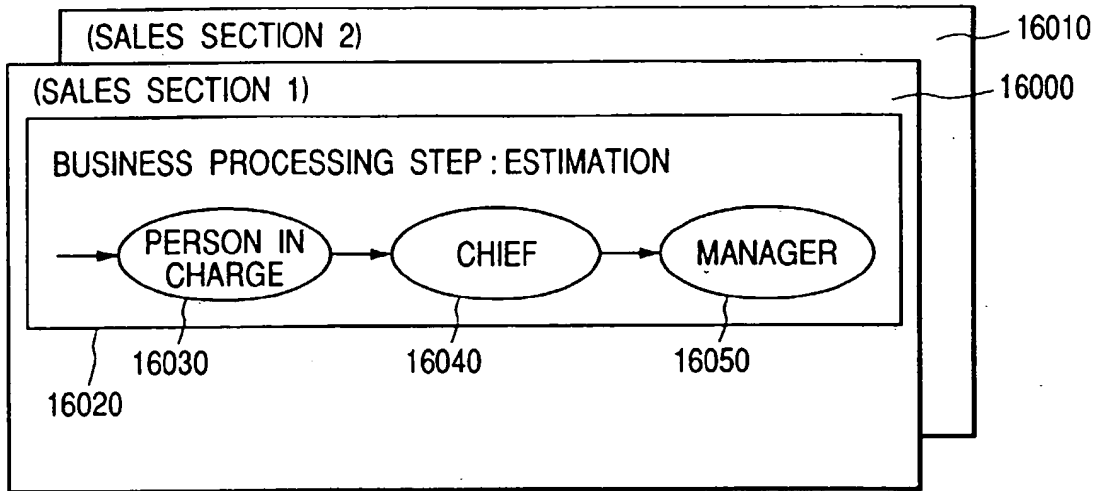 (SALES SECTION 2)
16010
(SALES SECTION 1)
16000
BUSINESS PROCESSING STEP : ESTIMATION
PERSON IN
CHARGE
CHIEF
MANAGER
16030
16040
16050
16020